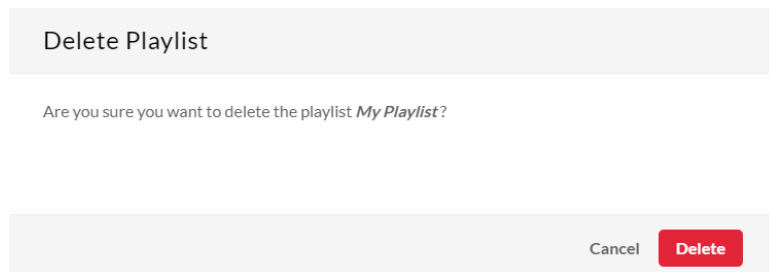 Delete Playlist
Are you sure you want to delete the playlist My Playlist?
Cancel Delete